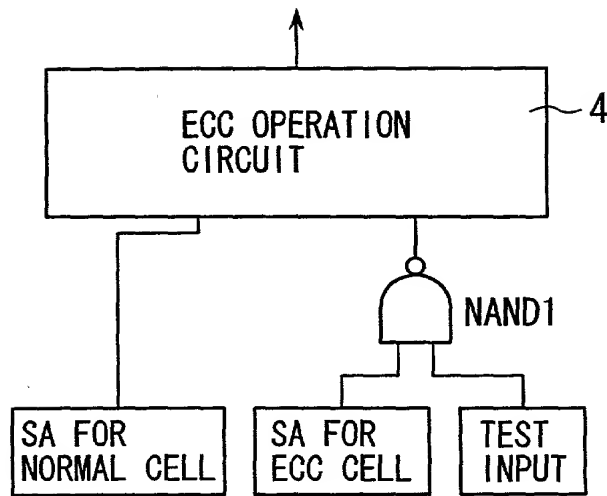 ECC OPERATION
CIRCUIT
4
NAND1
SA FOR
NORMAL CELL
SA FOR
ECC CELL
TEST
INPUT